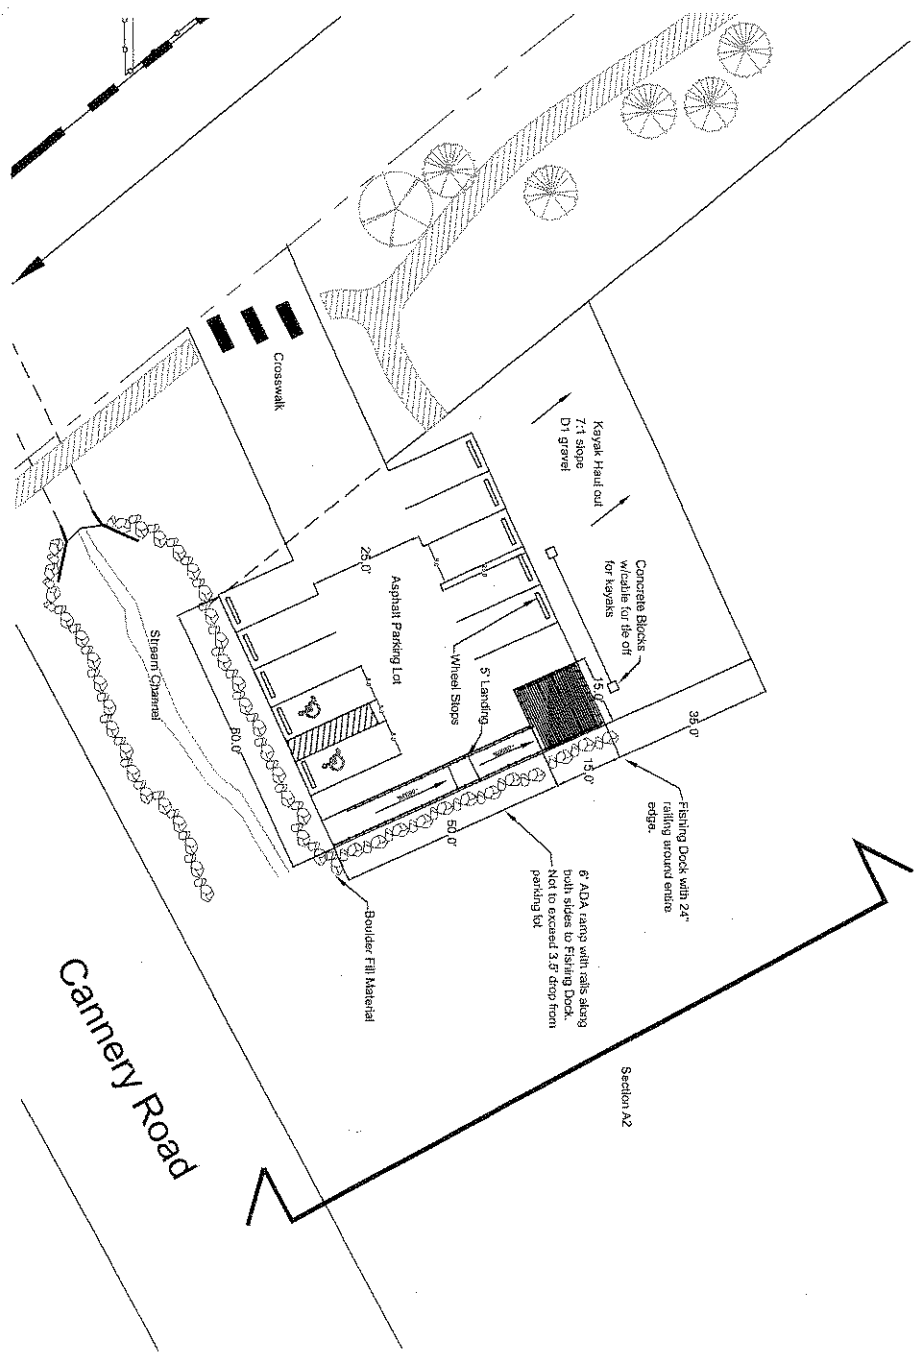 Crosswalk
Kayak Haul out
7:1 slope
D1 gravel
Concrete Blocks
w/cable for tie off
for kayaks
25.0'
Asphalt Parking Lot
Wheel Stops
5' Landing
15.0'
35.0'
15.0'
Fishing Dock with 24"
railing around entire
edge.
Stream Channel
60.0'
50.0'
6' ADA ramp with rails along
both sides to Fishing Dock.
Not to exceed 3.5' drop from
parking lot
Boulder Fill Material
Section A2
Cannery Road